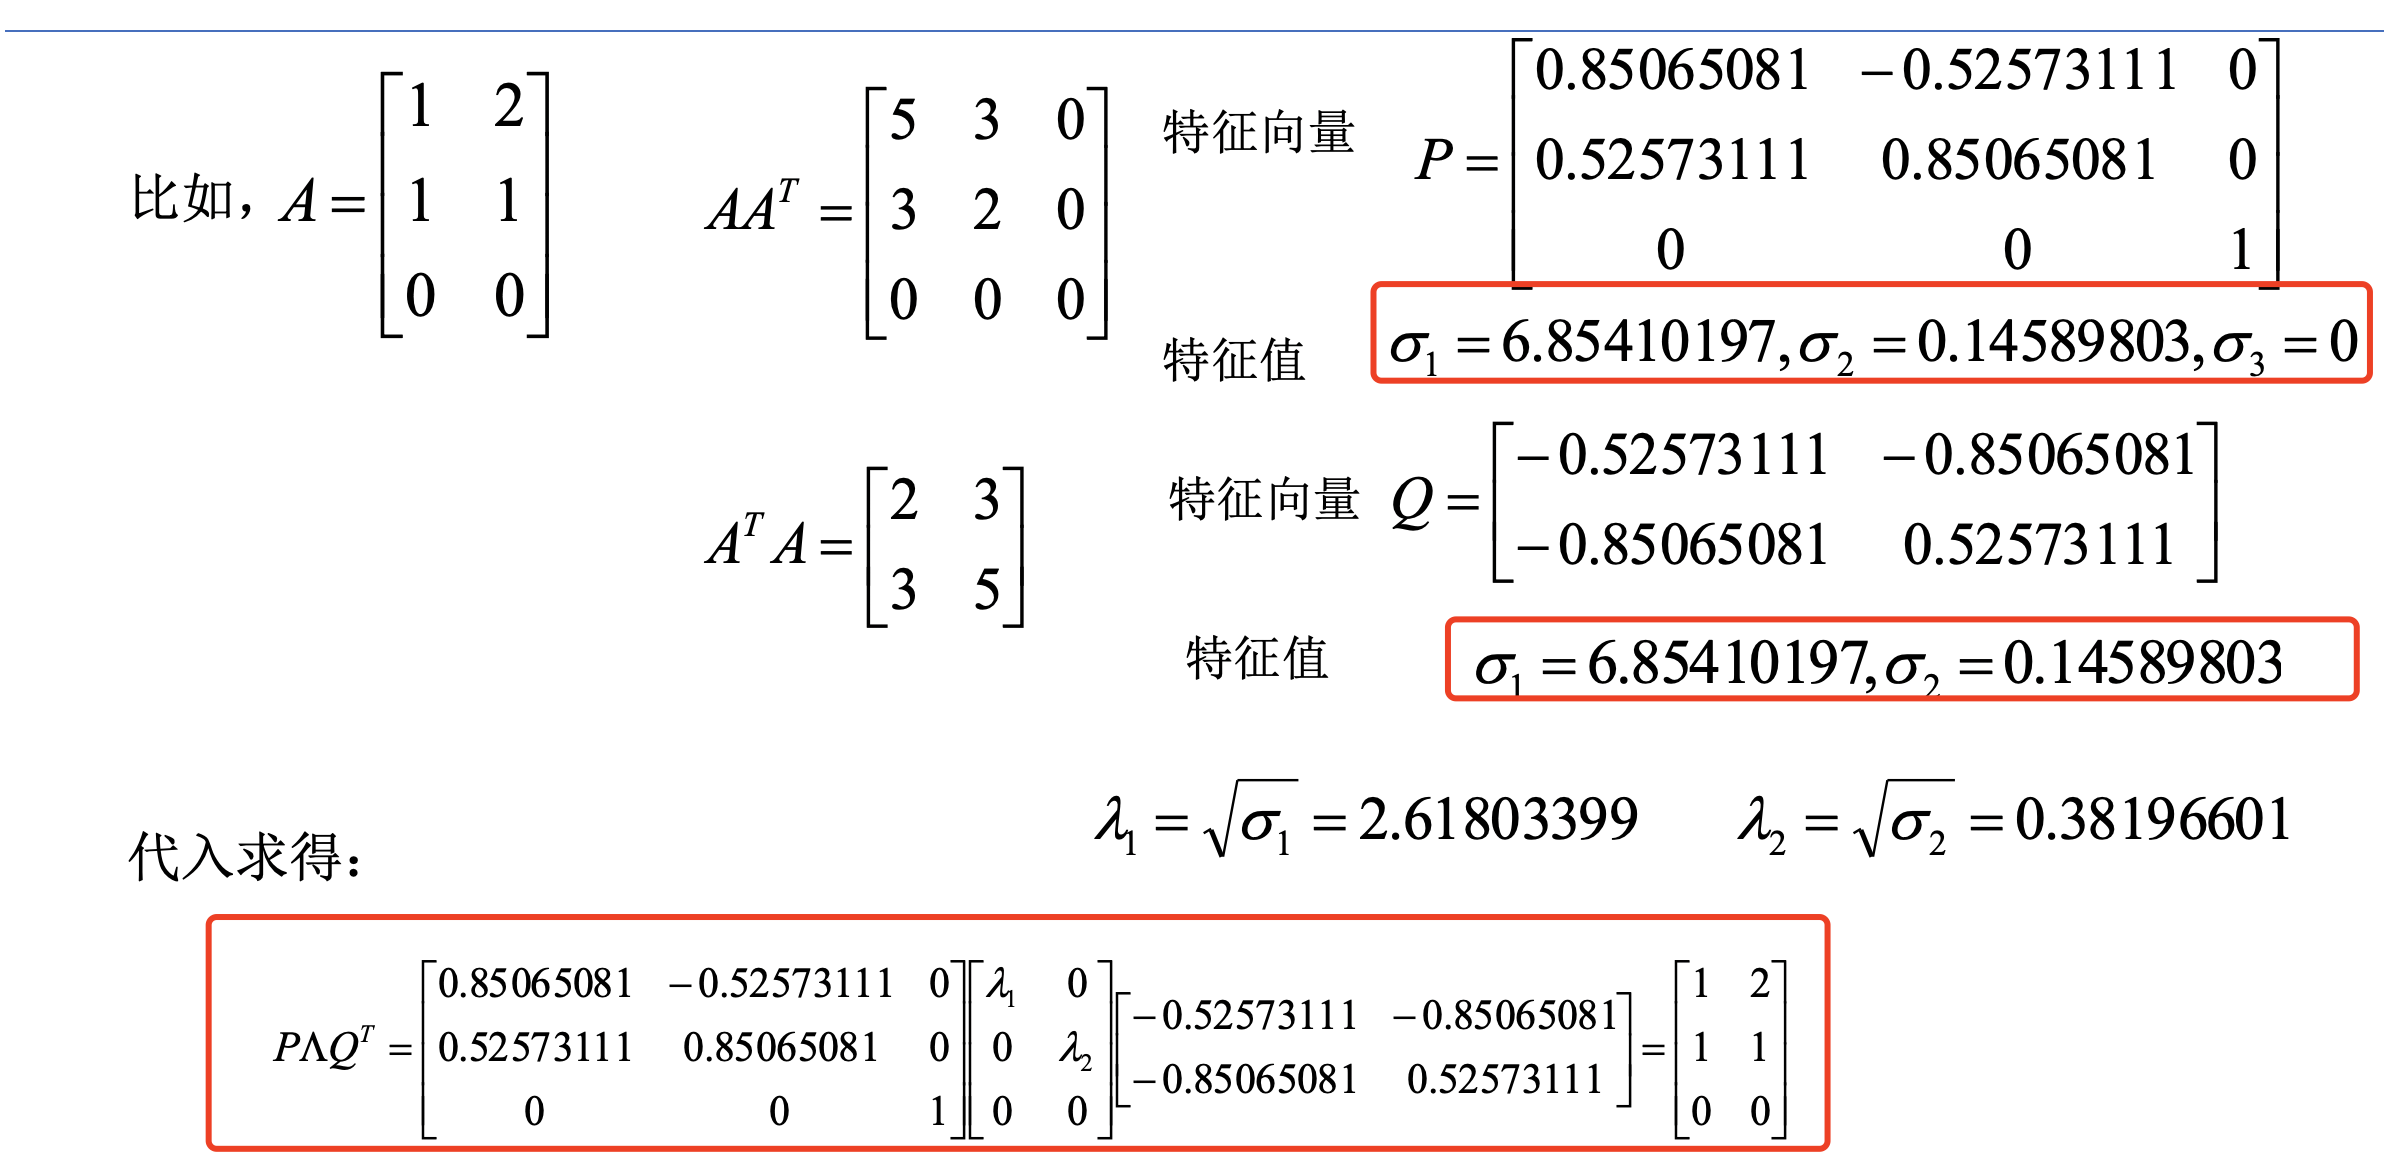 比如，A = [1 2; 1 1; 0 0]
AA^T = [5 3 0; 3 2 0; 0 0 0]
特征向量 P = [0.85065081 −0.52573111 0; 0.52573111 0.85065081 0; 0 0 1]
特征值 σ₁ = 6.85410197, σ₂ = 0.14589803, σ₃ = 0
A^T A = [2 3; 3 5]
特征向量 Q = [−0.52573111 −0.85065081; −0.85065081 0.52573111]
特征值 σ₁ = 6.85410197, σ₂ = 0.14589803
λ₁ = √σ₁ = 2.61803399 λ₂ = √σ₂ = 0.38196601
代入求得：
PΛQ^T = [0.85065081 −0.52573111 0; 0.52573111 0.85065081 0; 0 0 1] [λ₁ 0; 0 λ₂; 0 0] [−0.52573111 −0.85065081; −0.85065081 0.52573111] = [1 2; 1 1; 0 0]